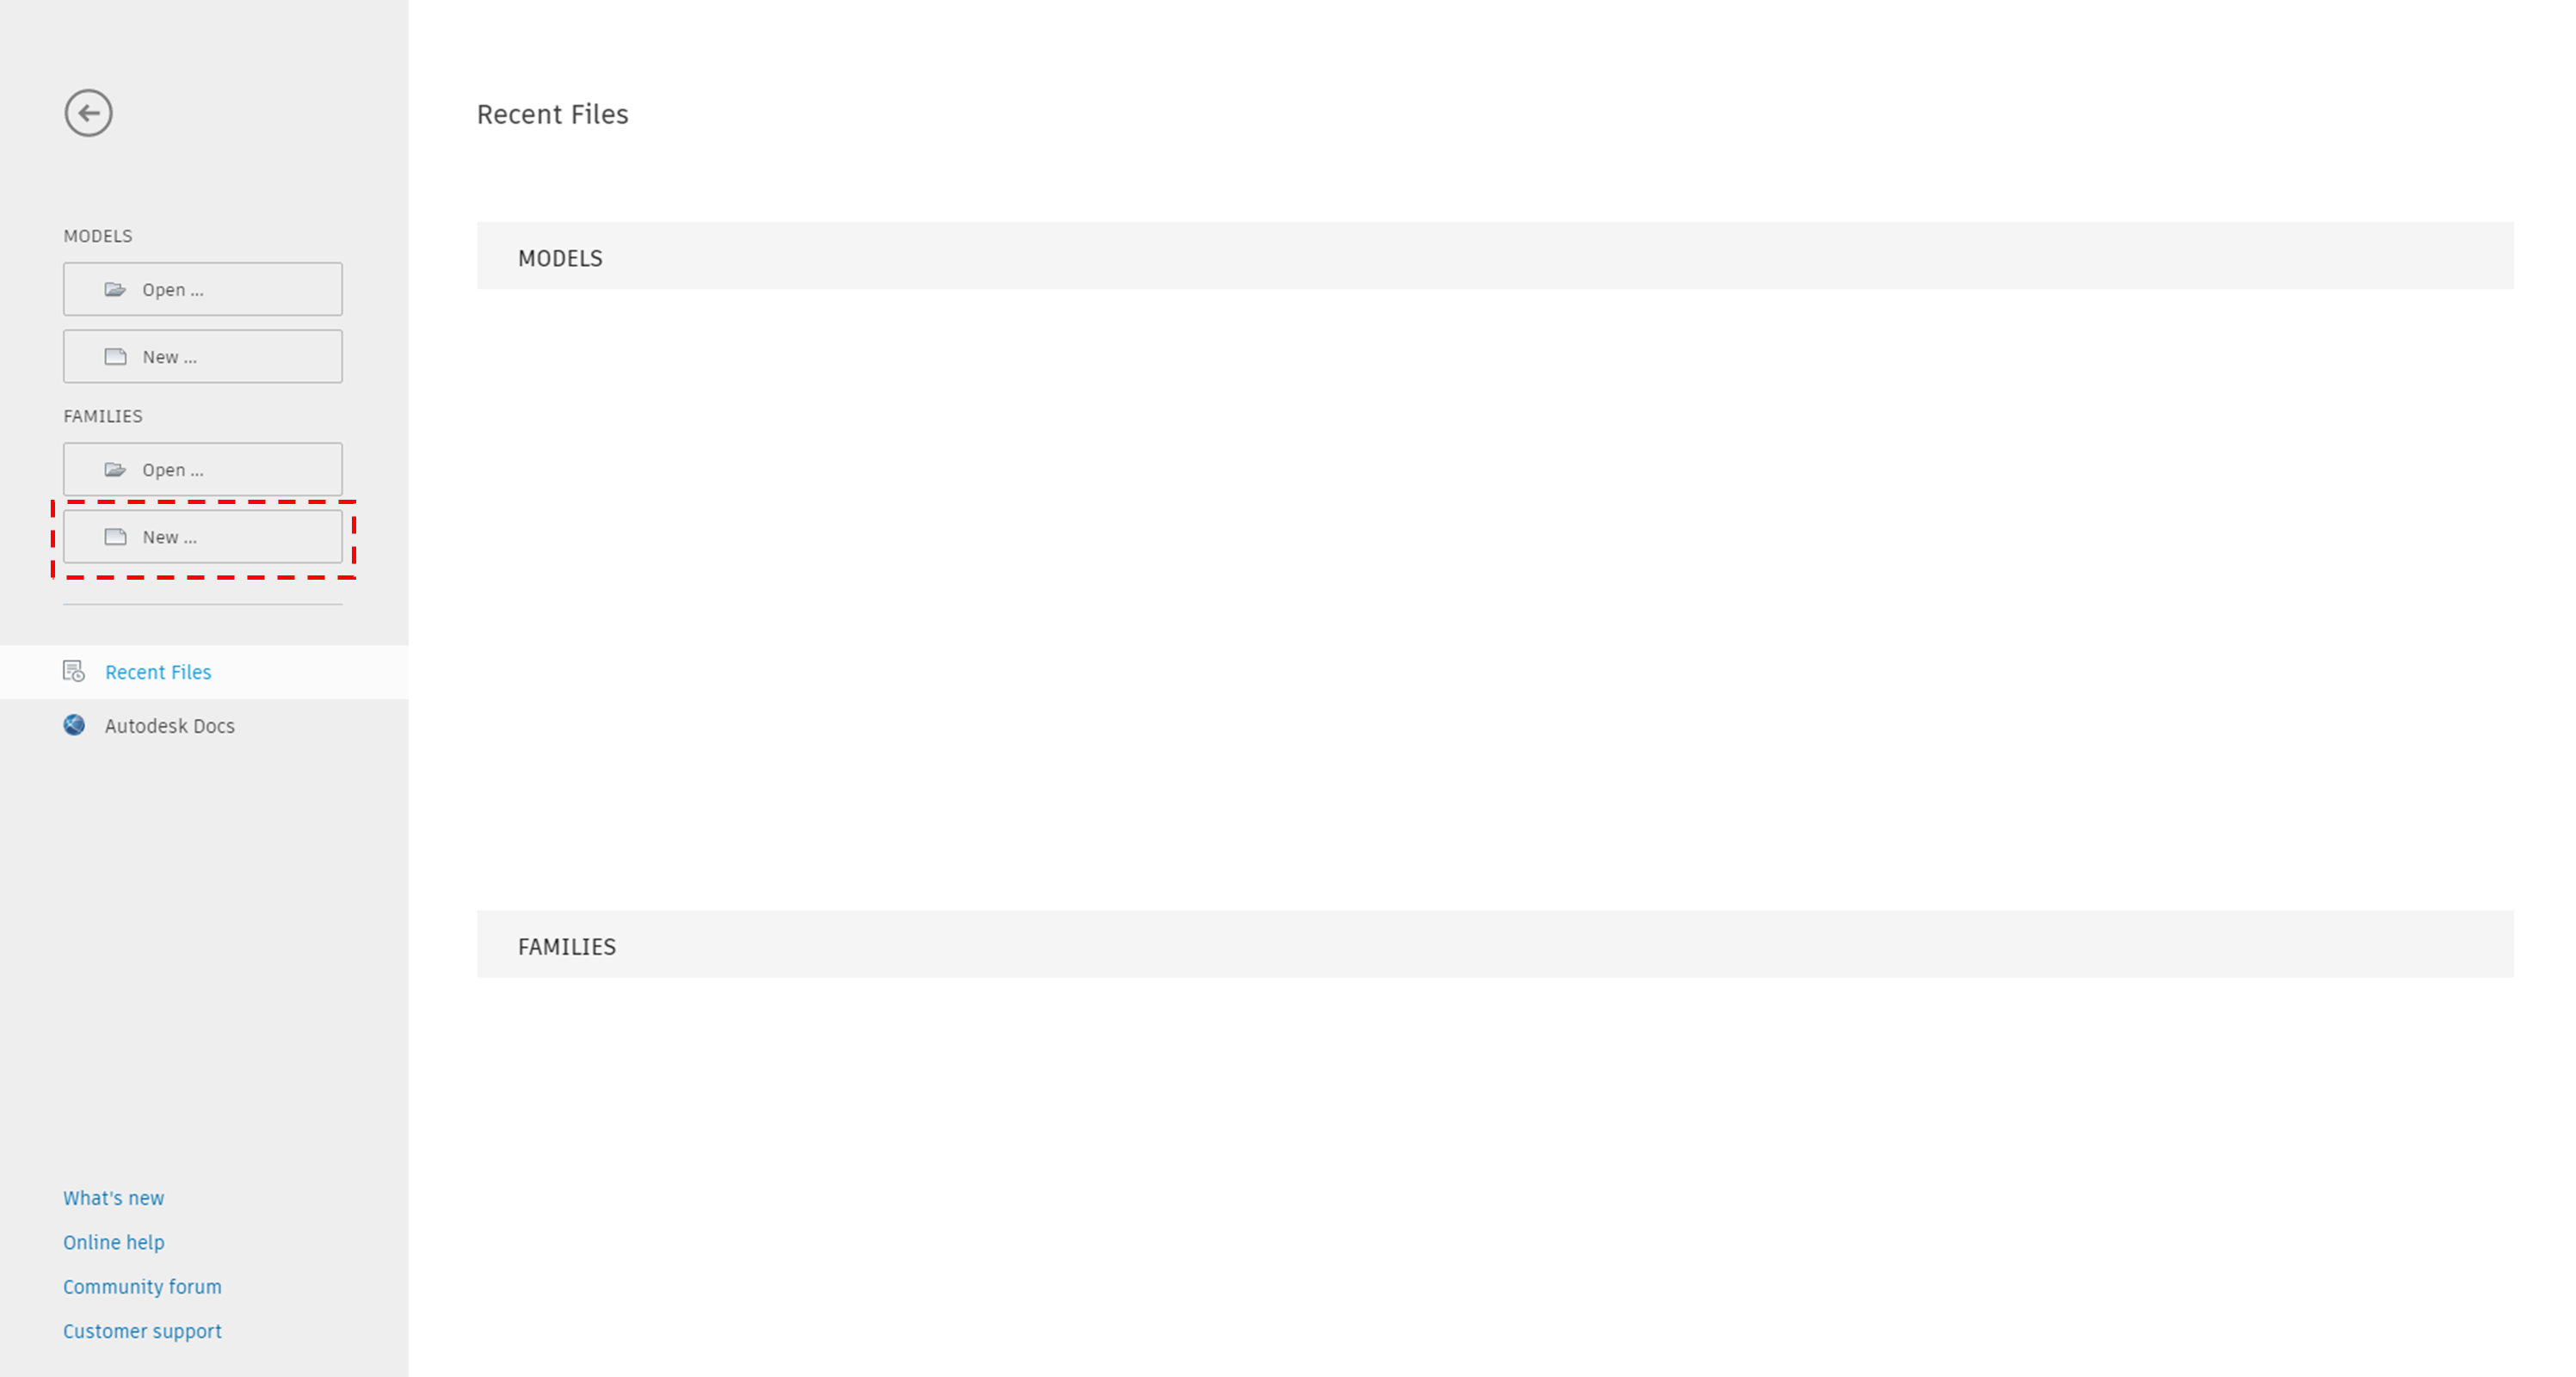 MODELS
Open ...
New ...
FAMILIES
Open ...
New ...
Recent Files
Autodesk Docs
What's new
Online help
Community forum
Customer support
Recent Files
MODELS
FAMILIES